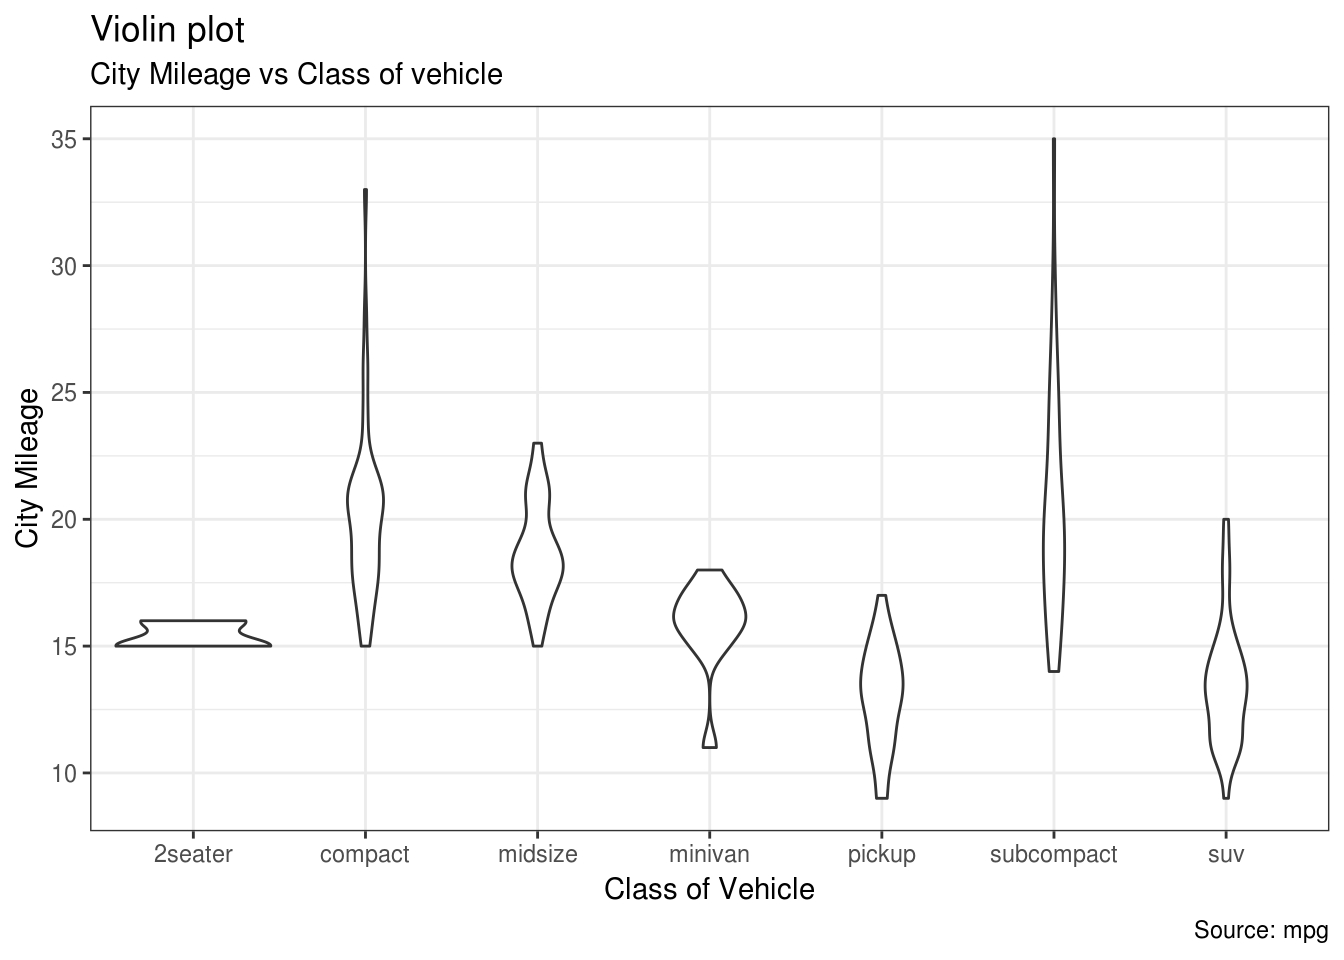 Violin plot
City Mileage vs Class of vehicle
City Mileage
35
30
25
20
15
10
2seater compact midsize minivan pickup subcompact suv
Class of Vehicle
Source: mpg